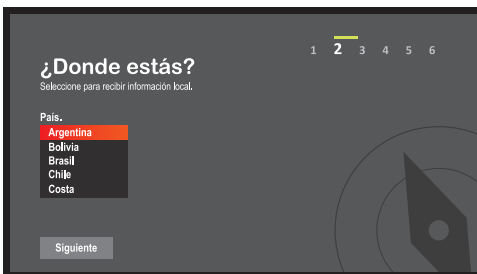 1 2 3 4 5 6
¿Donde estás?
Seleccione para recibir información local.
País.
Argentina
Bolivia
Brasil
Chile
Costa
Siguiente